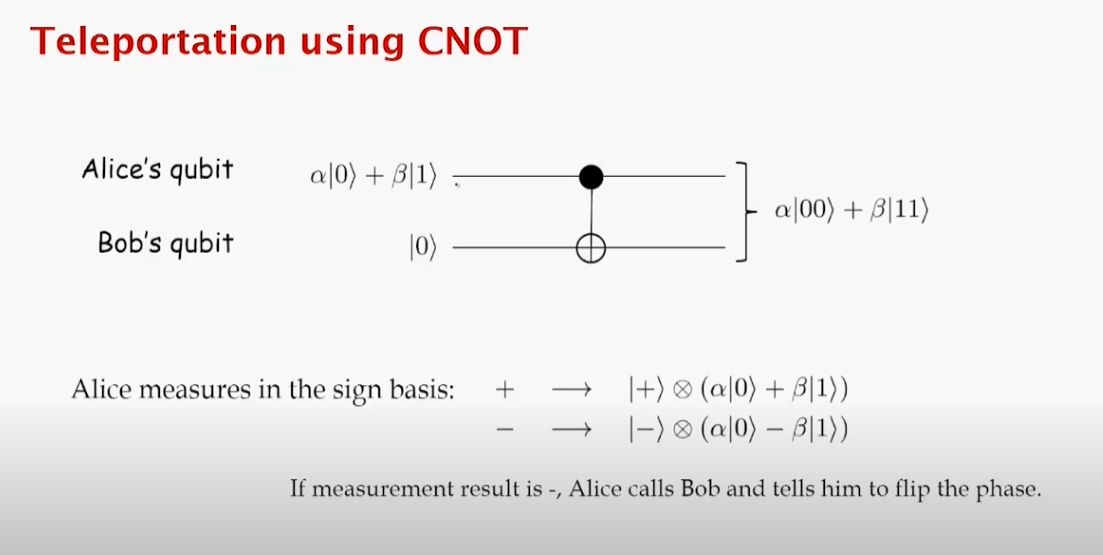 Teleportation using CNOT
Alice's qubit α|0⟩ + β|1⟩
α|00⟩ + β|11⟩
Bob's qubit |0⟩
Alice measures in the sign basis: + ⟶ |+⟩ ⊗ (α|0⟩ + β|1⟩)
− ⟶ |−⟩ ⊗ (α|0⟩ − β|1⟩)
If measurement result is -, Alice calls Bob and tells him to flip the phase.